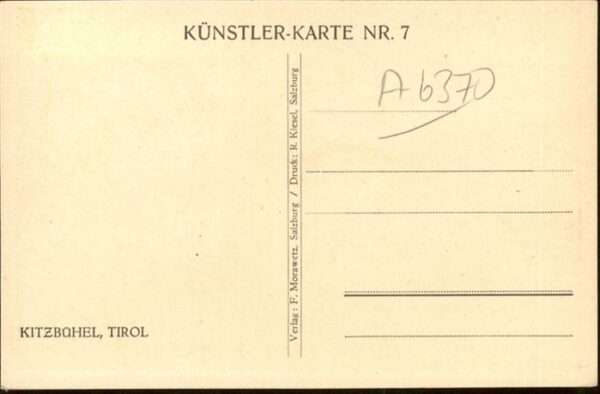 KÜNSTLER-KARTE NR. 7
A 6370
Verlag: F. Morawetz, Salzburg / Druck: R. Kiesel, Salzburg
KITZBÜHEL, TIROL